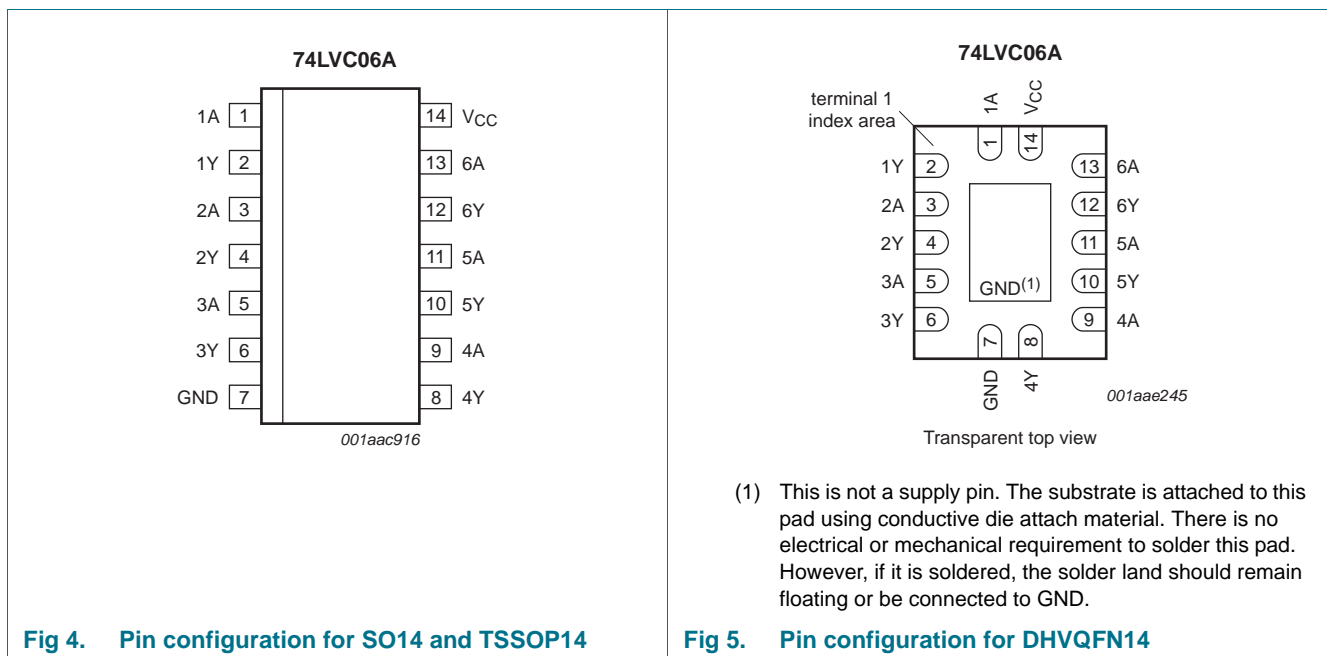 74LVC06A
1A 1 14 VCC
1Y 2 13 6A
2A 3 12 6Y
2Y 4 11 5A
3A 5 10 5Y
3Y 6 9 4A
GND 7 8 4Y
001aac916
Fig 4. Pin configuration for SO14 and TSSOP14
74LVC06A
terminal 1
index area
1A VCC
1 14
1Y 2 13 6A
2A 3 12 6Y
2Y 4 11 5A
3A 5 10 5Y
GND(1)
3Y 6 9 4A
7 8
GND 4Y
001aae245
Transparent top view
(1) This is not a supply pin. The substrate is attached to this
pad using conductive die attach material. There is no
electrical or mechanical requirement to solder this pad.
However, if it is soldered, the solder land should remain
floating or be connected to GND.
Fig 5. Pin configuration for DHVQFN14